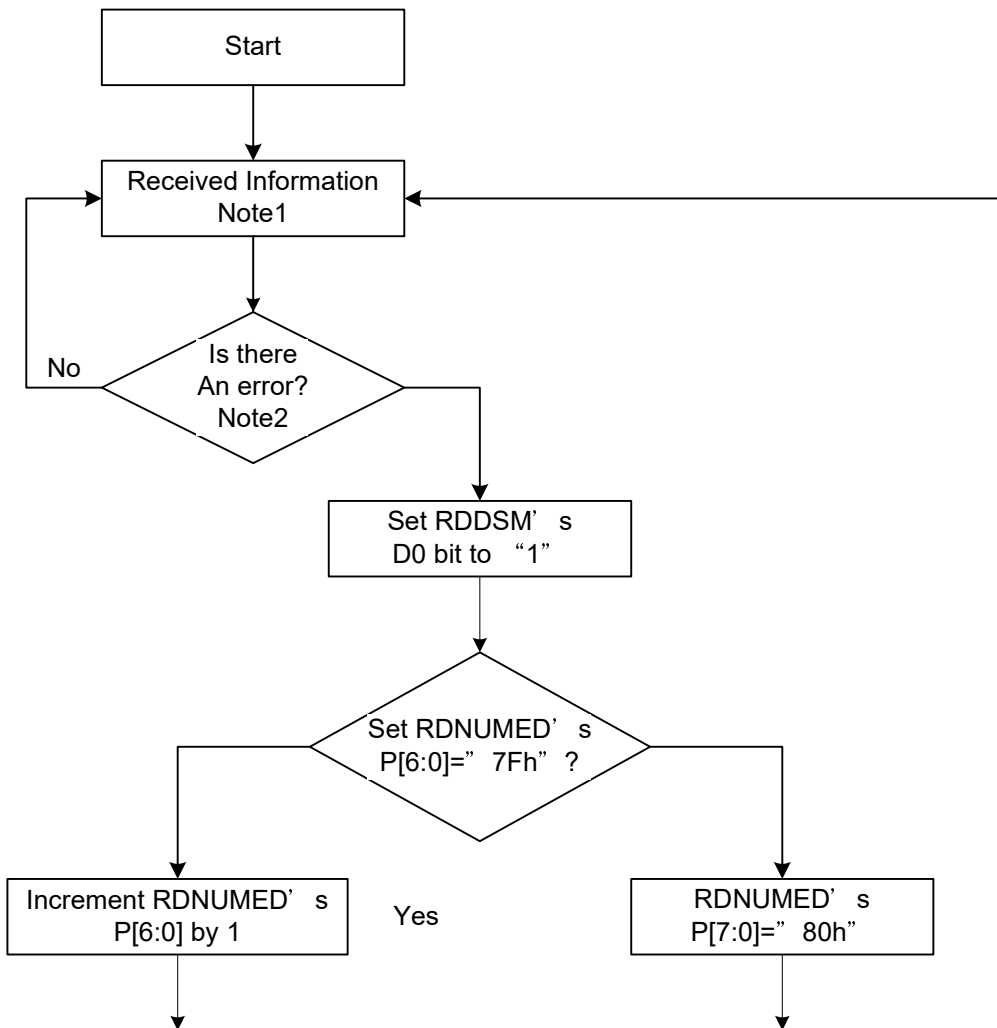 Start
Received Information
Note1
Is there
An error?
Note2
No
Set RDDSM’ s
D0 bit to “1”
Set RDNUMED’ s
P[6:0]=” 7Fh” ?
Increment RDNUMED’ s
P[6:0] by 1
Yes
RDNUMED’ s
P[7:0]=” 80h”